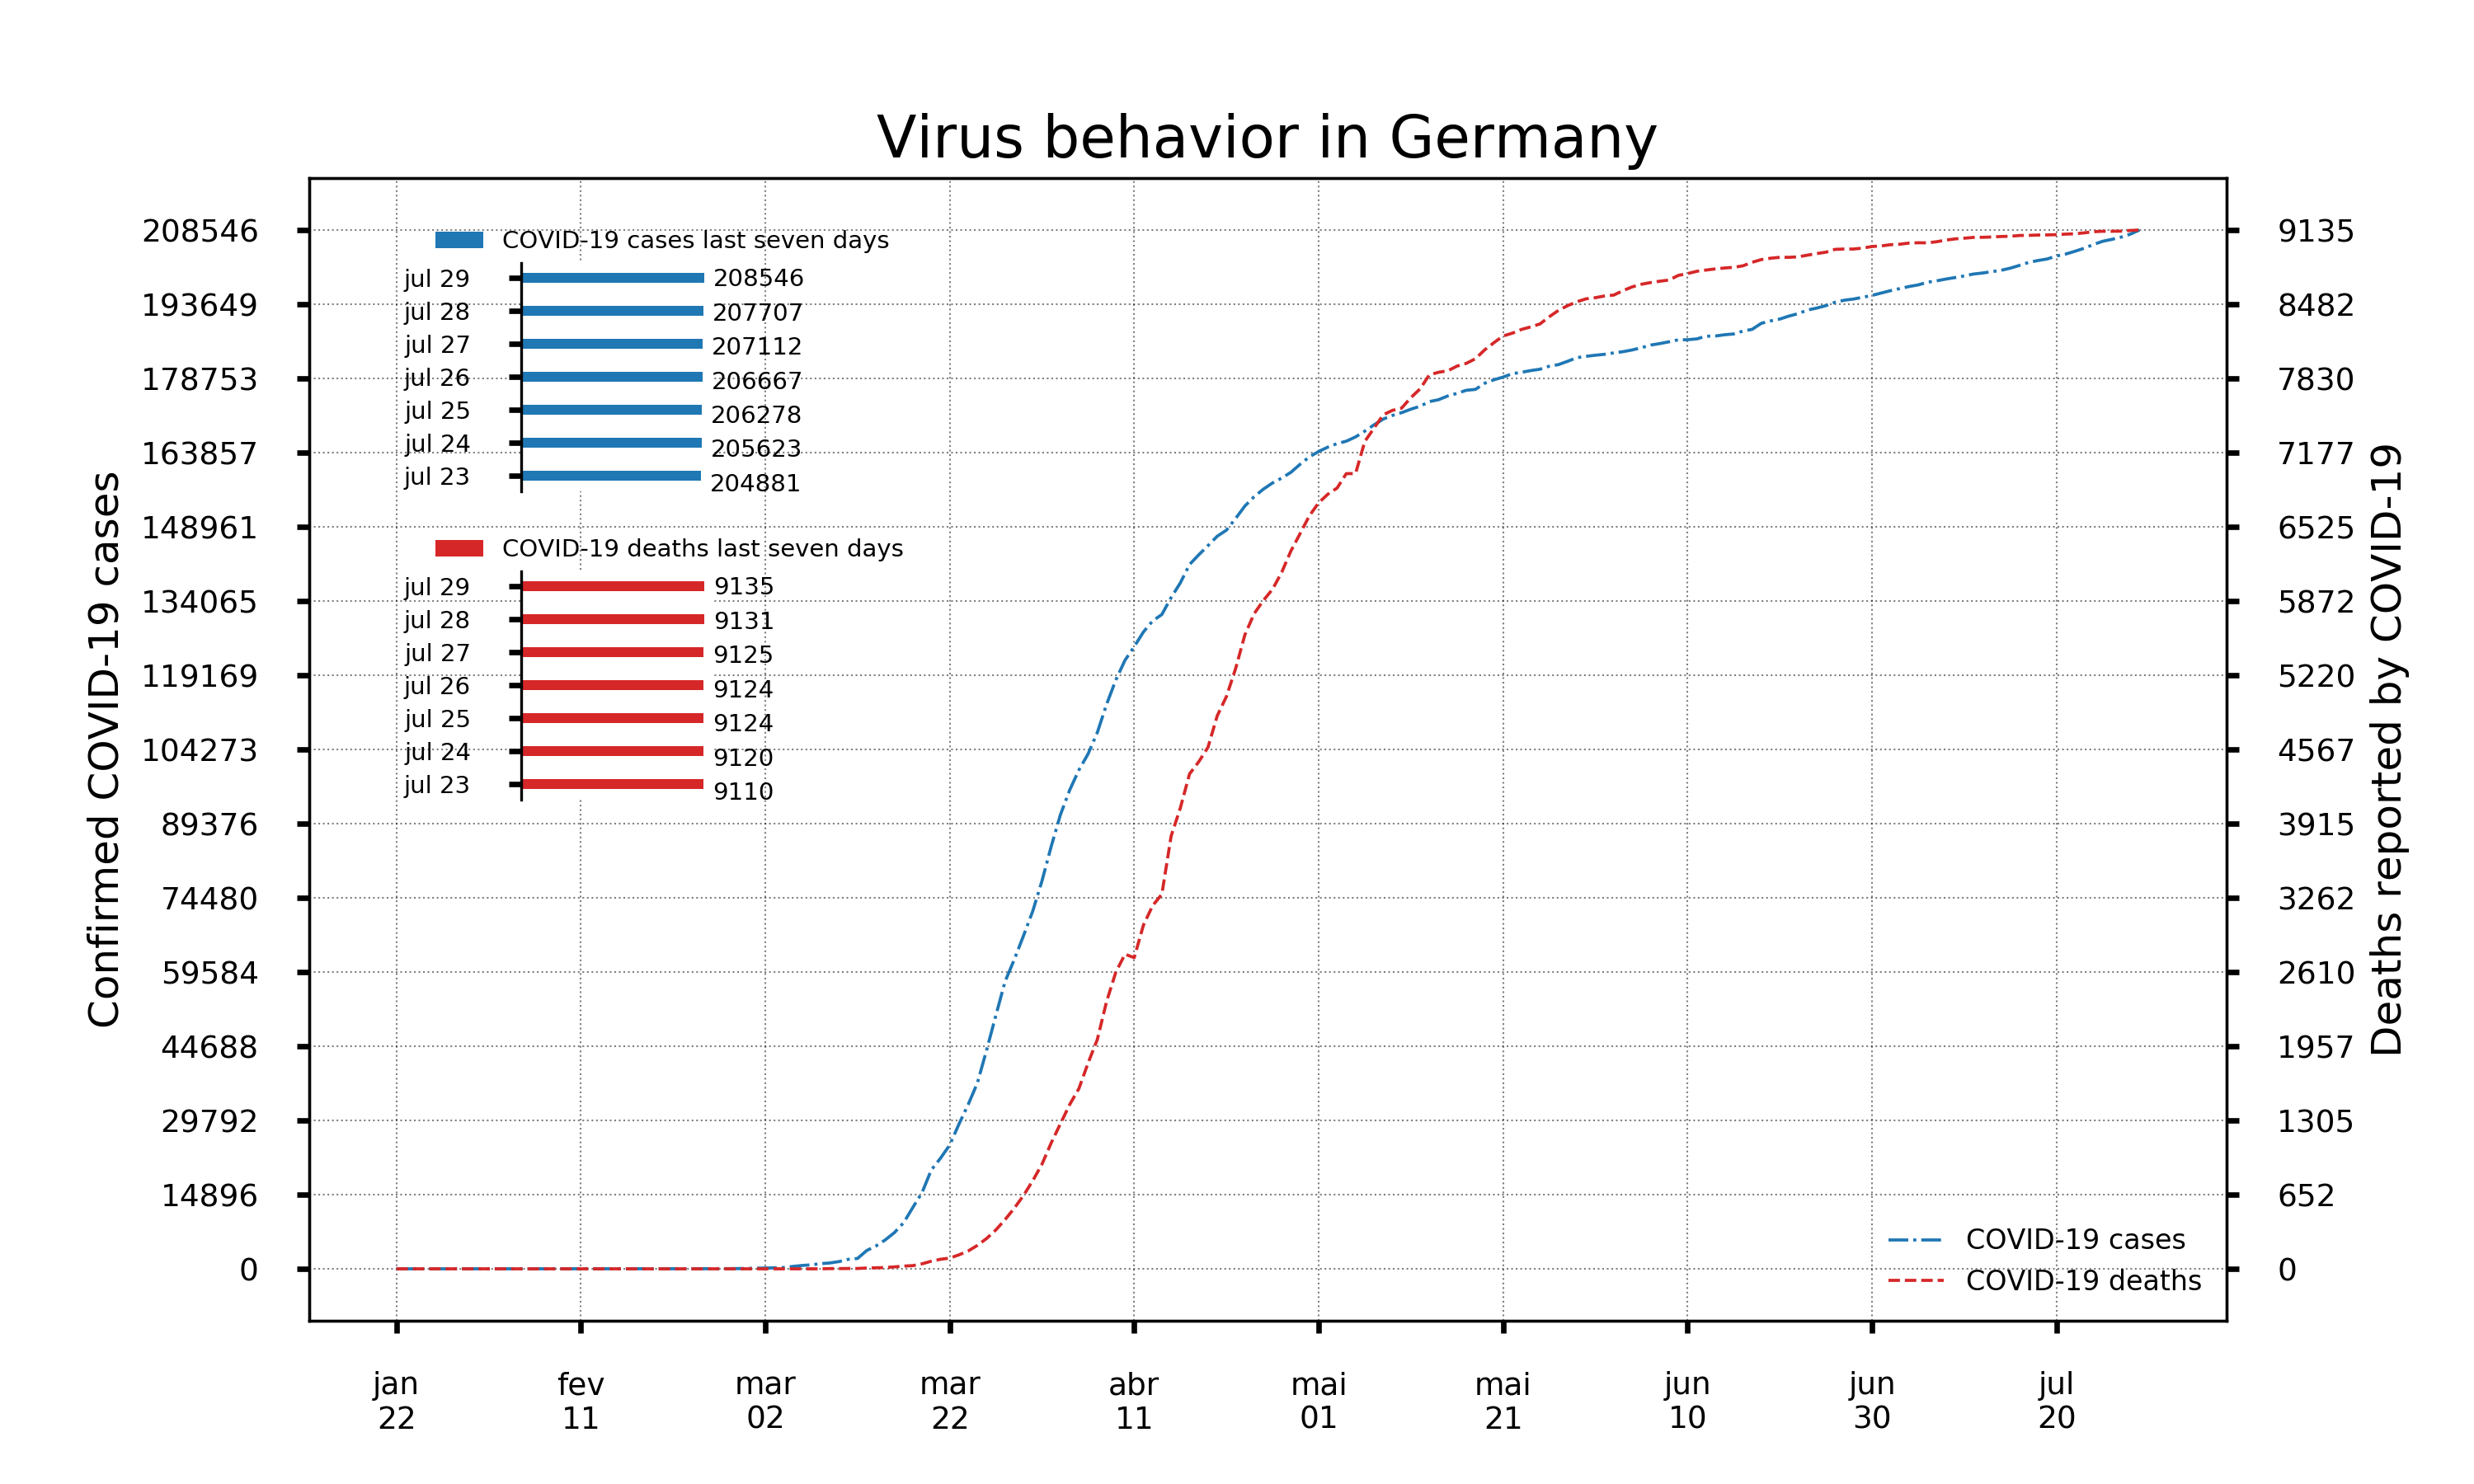 Virus behavior in Germany
Confirmed COVID-19 cases
208546
193649
178753
163857
148961
134065
119169
104273
89376
74480
59584
44688
29792
14896
0
COVID-19 cases last seven days
jul 29 208546
jul 28 207707
jul 27 207112
jul 26 206667
jul 25 206278
jul 24 205623
jul 23 204881
COVID-19 deaths last seven days
jul 29 9135
jul 28 9131
jul 27 9125
jul 26 9124
jul 25 9124
jul 24 9120
jul 23 9110
9135
8482
7830
7177
6525
5872
5220
4567
3915
3262
2610
1957
1305
652
0
Deaths reported by COVID-19
COVID-19 cases
COVID-19 deaths
jan fev mar mar abr mai mai jun jun jul
22 11 02 22 11 01 21 10 30 20